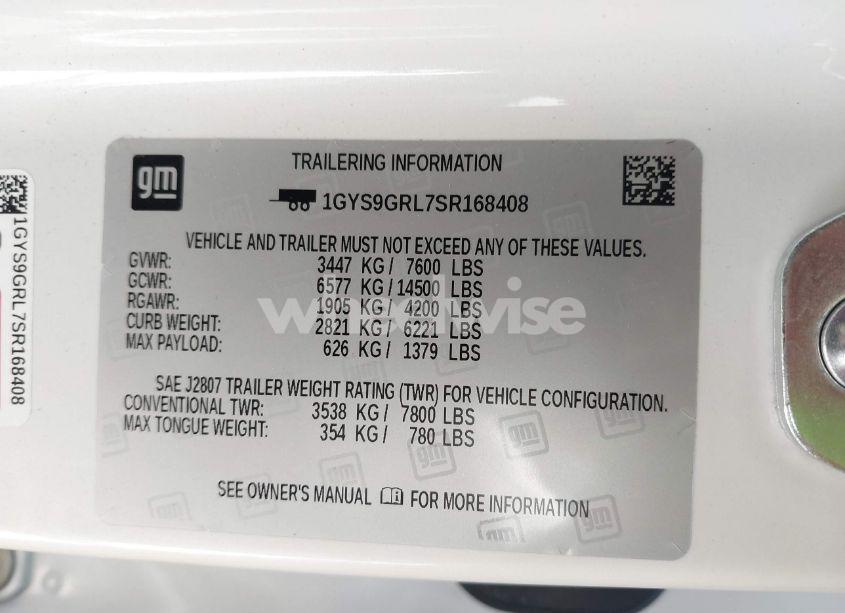 gm
TRAILERING INFORMATION
1GYS9GRL7SR168408
VEHICLE AND TRAILER MUST NOT EXCEED ANY OF THESE VALUES.
GVWR: 3447 KG / 7600 LBS
GCWR: 6577 KG / 14500 LBS
RGAWR: 1905 KG / 4200 LBS
CURB WEIGHT: 2821 KG / 6221 LBS
MAX PAYLOAD: 626 KG / 1379 LBS
SAE J2807 TRAILER WEIGHT RATING (TWR) FOR VEHICLE CONFIGURATION.
CONVENTIONAL TWR: 3538 KG / 7800 LBS
MAX TONGUE WEIGHT: 354 KG / 780 LBS
SEE OWNER'S MANUAL FOR MORE INFORMATION
gm
gm
gm
1GYS9GRL7SR168408